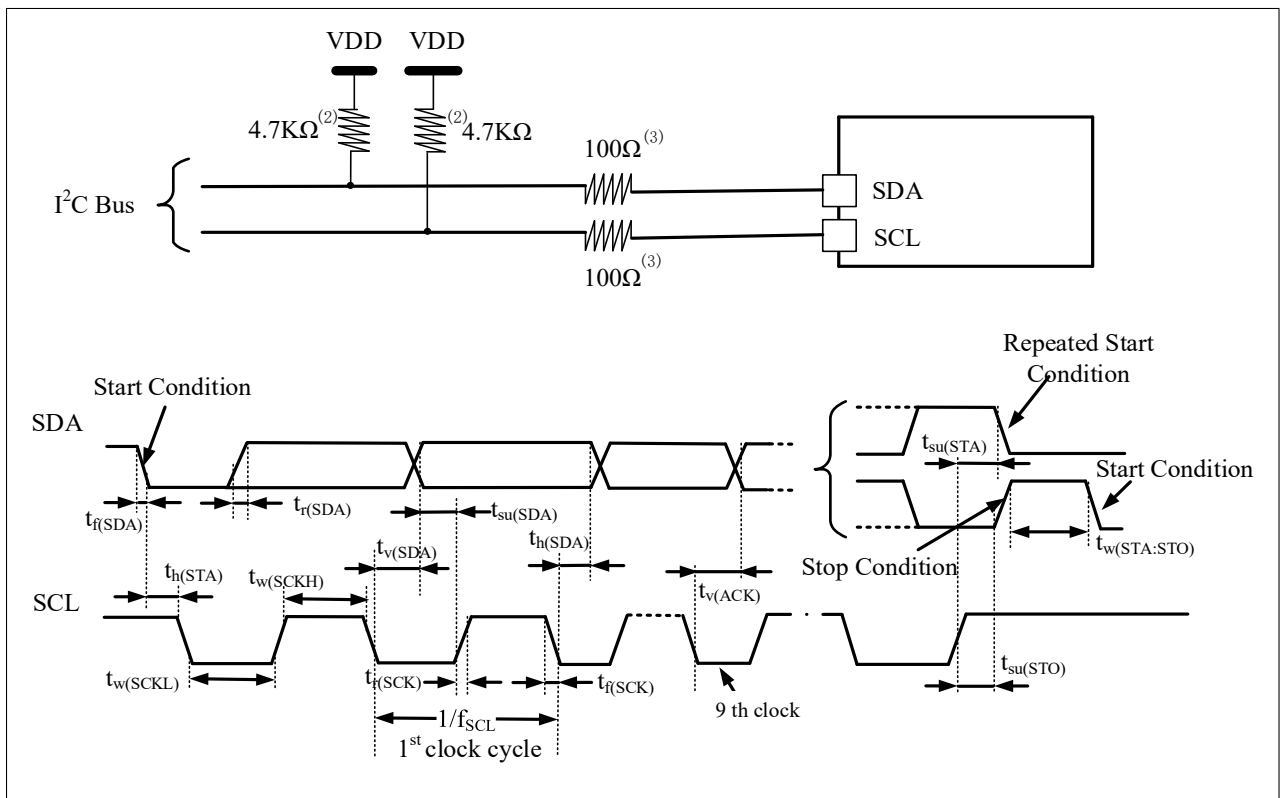 VDD VDD
4.7KΩ(2) (2)4.7KΩ
100Ω(3)
I2C Bus
SDA
SCL
100Ω(3)
Repeated Start
Condition
Start Condition
SDA
tsu(STA)
Start Condition
tf(SDA)
tr(SDA)
tsu(SDA)
tv(SDA)
th(SDA)
tw(STA:STO)
Stop Condition
th(STA)
tw(SCKH)
tv(ACK)
SCL
tw(SCKL)
tf(SCK)
tf(SCK)
tsu(STO)
9 th clock
1/fSCL
1st clock cycle